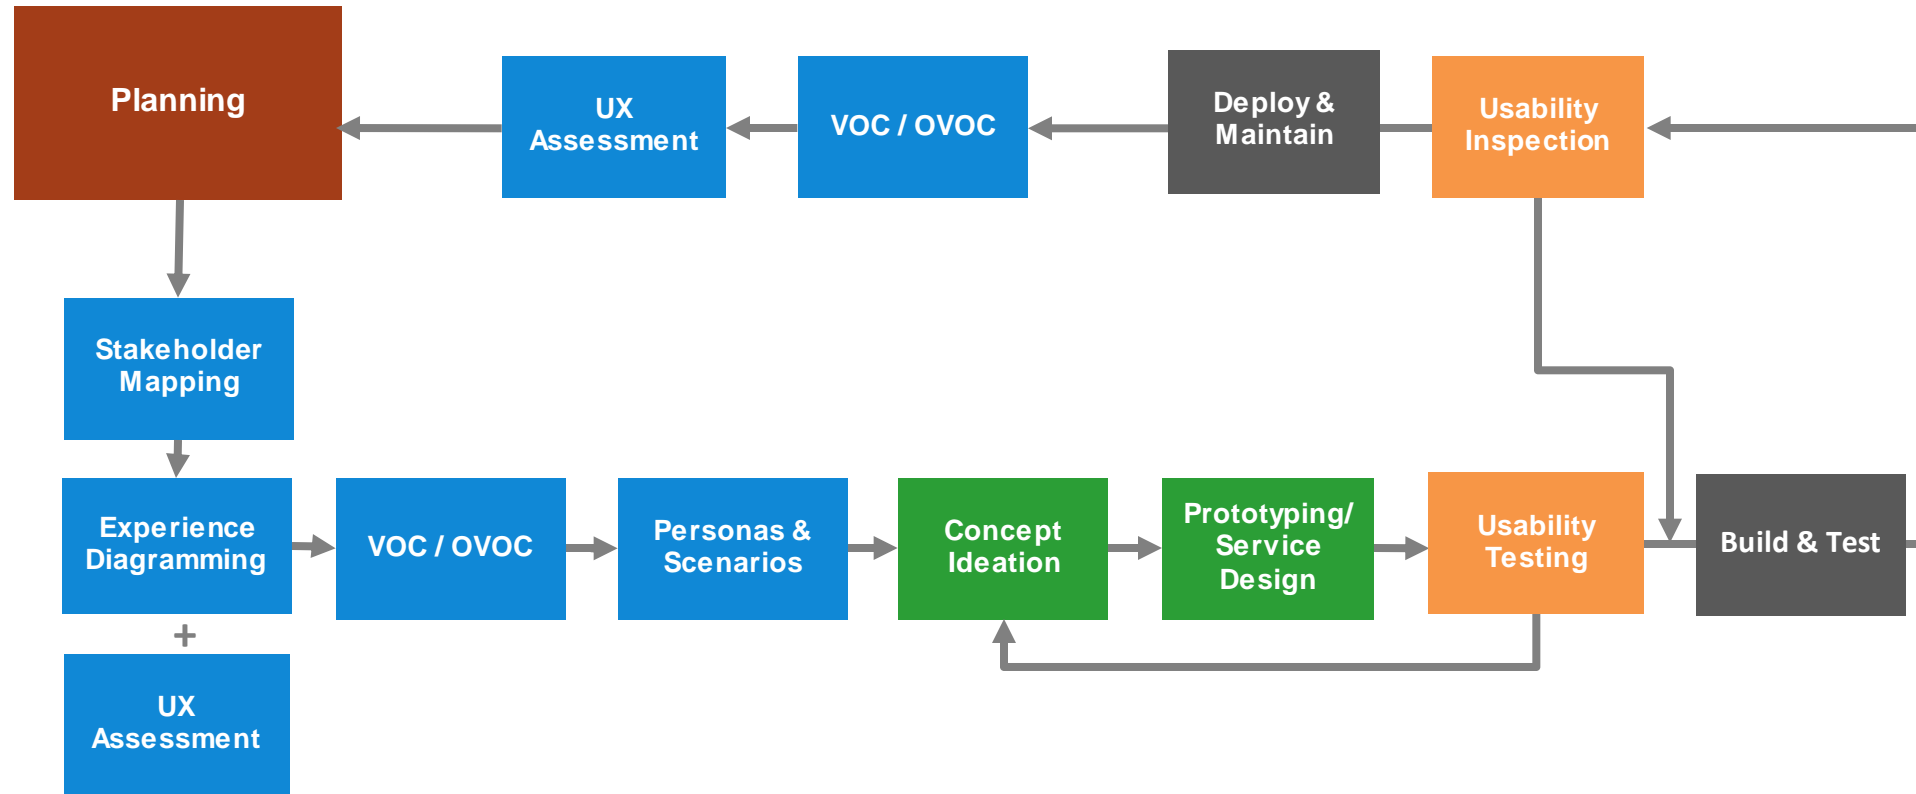 Planning
UX
Assessment
VOC / OVOC
Deploy &
Maintain
Usability
Inspection
Stakeholder
Mapping
Experience
Diagramming
VOC / OVOC
Personas &
Scenarios
Concept
Ideation
Prototyping/
Service
Design
Usability
Testing
Build & Test
+
UX
Assessment